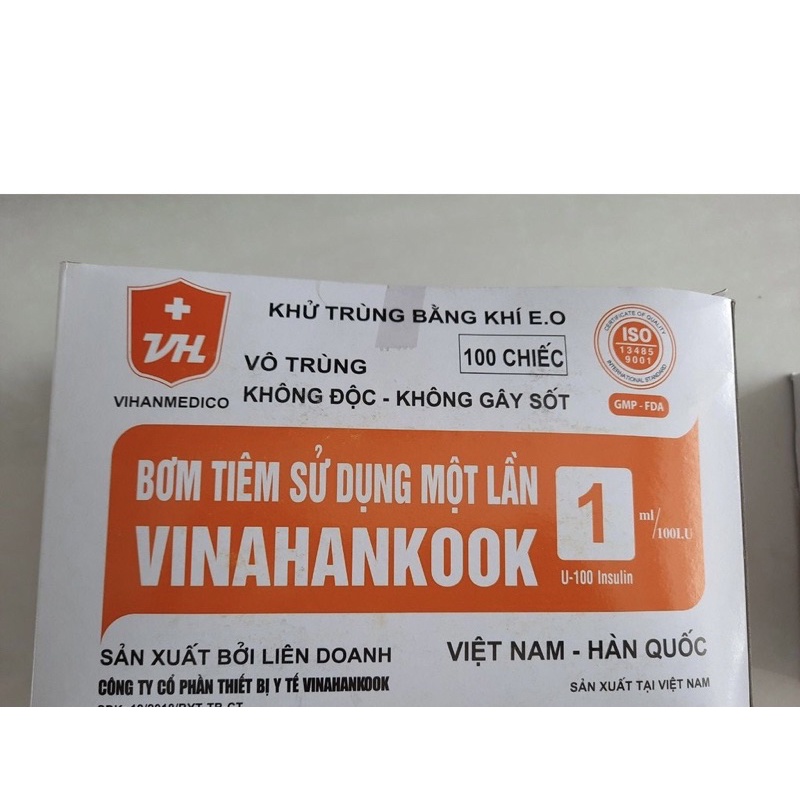 VH
VIHANMEDICO
KHỬ TRÙNG BẰNG KHÍ E.O
VÔ TRÙNG
100 CHIẾC
KHÔNG ĐỘC - KHÔNG GÂY SỐT
CERTIFICATE OF QUALITY
ISO
13485
9001
INTERNATIONAL STANDARD
GMP - FDA
BƠM TIÊM SỬ DỤNG MỘT LẦN
VINAHANKOOK
1
ml/100I.U
U-100 Insulin
SẢN XUẤT BỞI LIÊN DOANH
VIỆT NAM - HÀN QUỐC
CÔNG TY CỔ PHẦN THIẾT BỊ Y TẾ VINAHANKOOK
SẢN XUẤT TẠI VIỆT NAM